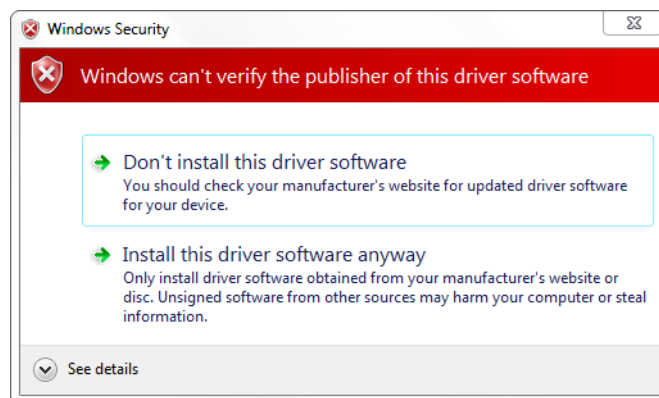 Windows Security
Windows can't verify the publisher of this driver software
Don't install this driver software
You should check your manufacturer's website for updated driver software
for your device.
Install this driver software anyway
Only install driver software obtained from your manufacturer's website or
disc. Unsigned software from other sources may harm your computer or steal
information.
See details